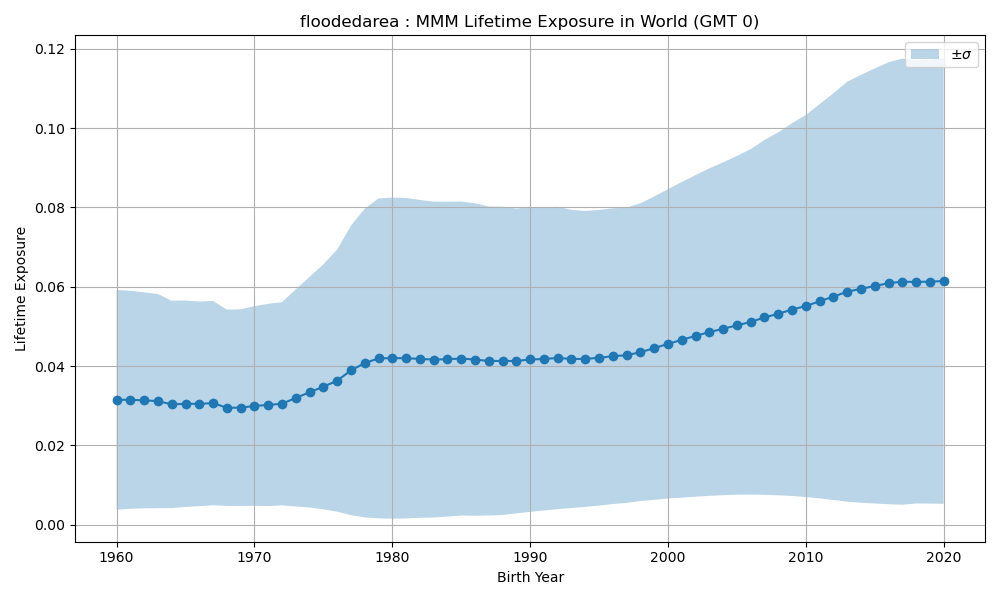 floodedarea : MMM Lifetime Exposure in World (GMT 0)
±σ
Lifetime Exposure
0.12
0.10
0.08
0.06
0.04
0.02
0.00
1960 1970 1980 1990 2000 2010 2020
Birth Year